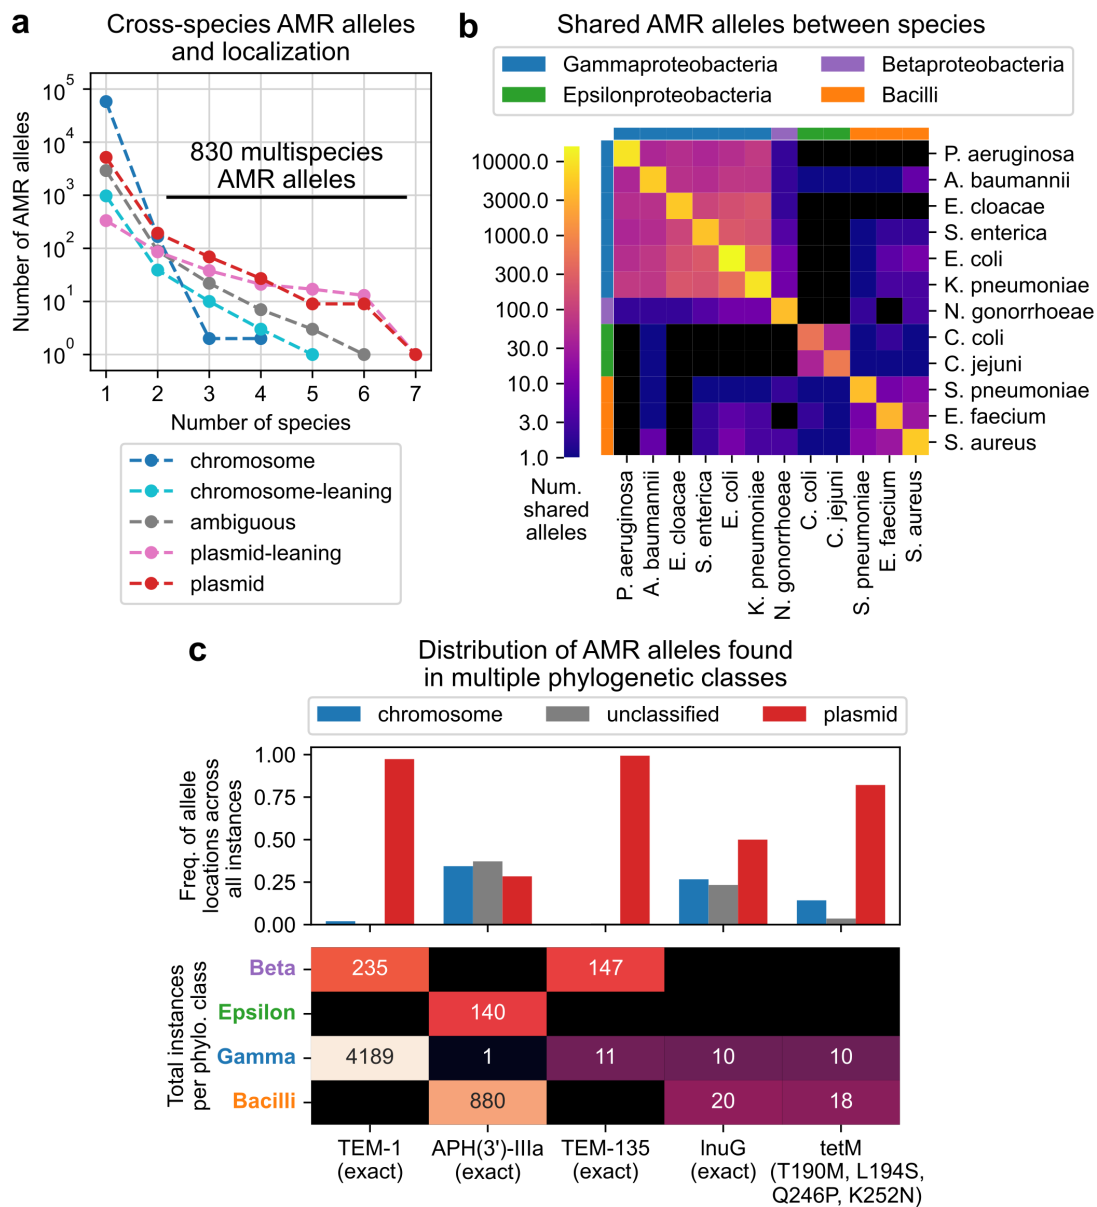 a
Cross-species AMR alleles
and localization
Number of AMR alleles
10^5
10^4
10^3
10^2
10^1
10^0
830 multispecies
AMR alleles
1 2 3 4 5 6 7
Number of species
chromosome
chromosome-leaning
ambiguous
plasmid-leaning
plasmid
b
Shared AMR alleles between species
Gammaproteobacteria
Betaproteobacteria
Epsilonproteobacteria
Bacilli
10000.0
3000.0
1000.0
300.0
100.0
30.0
10.0
3.0
1.0
Num.
shared
alleles
P. aeruginosa
A. baumannii
E. cloacae
S. enterica
E. coli
K. pneumoniae
N. gonorrhoeae
C. coli
C. jejuni
S. pneumoniae
E. faecium
S. aureus
P. aeruginosa
A. baumannii
E. cloacae
S. enterica
E. coli
K. pneumoniae
N. gonorrhoeae
C. coli
C. jejuni
S. pneumoniae
E. faecium
S. aureus
c
Distribution of AMR alleles found
in multiple phylogenetic classes
chromosome
unclassified
plasmid
Freq. of allele
locations across
all instances
1.00
0.75
0.50
0.25
0.00
Total instances
per phylo. class
Beta 235 147
Epsilon 140
Gamma 4189 1 11 10 10
Bacilli 880 20 18
TEM-1
(exact)
APH(3')-IIIa
(exact)
TEM-135
(exact)
lnuG
(exact)
tetM
(T190M, L194S,
Q246P, K252N)